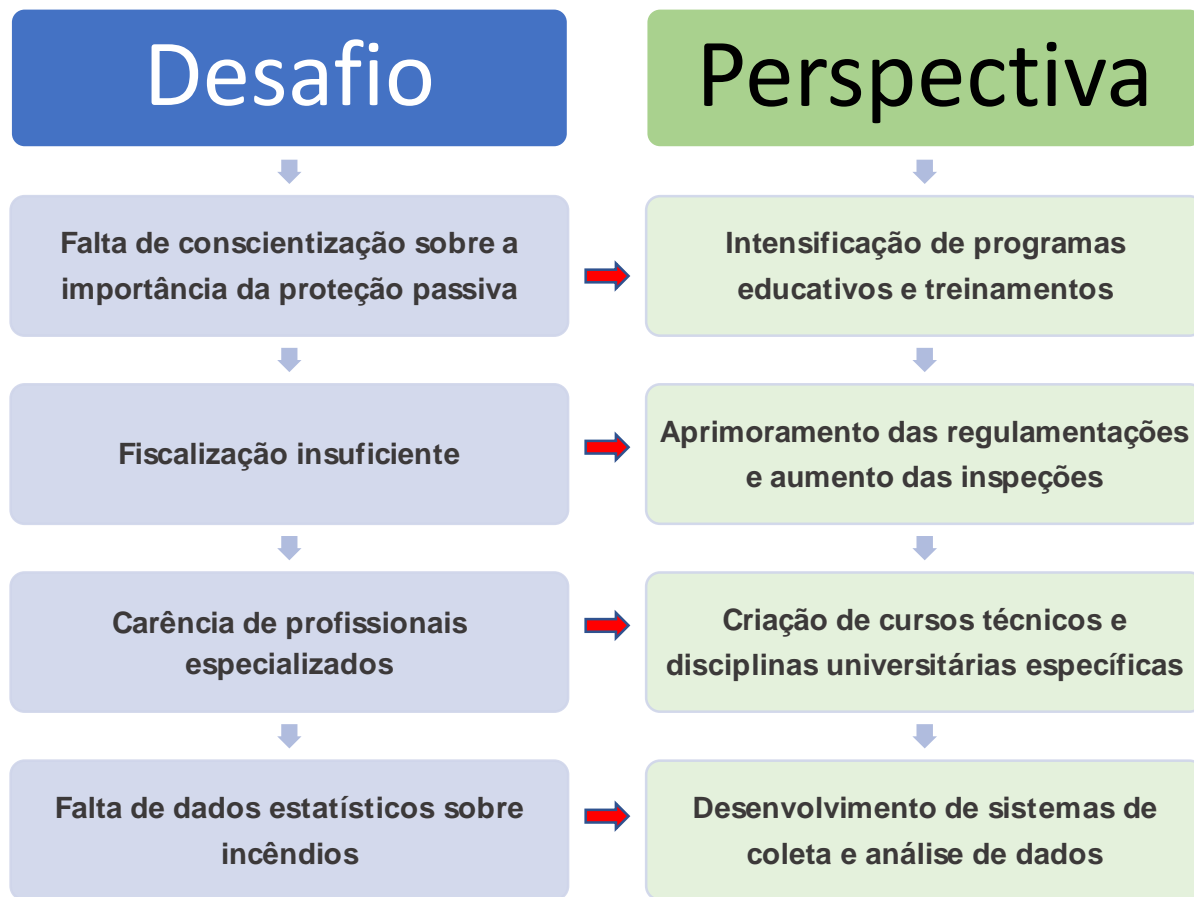 Desafio
Perspectiva
Falta de conscientização sobre a
importância da proteção passiva
Intensificação de programas
educativos e treinamentos
Fiscalização insuficiente
Aprimoramento das regulamentações
e aumento das inspeções
Carência de profissionais
especializados
Criação de cursos técnicos e
disciplinas universitárias específicas
Falta de dados estatísticos sobre
incêndios
Desenvolvimento de sistemas de
coleta e análise de dados